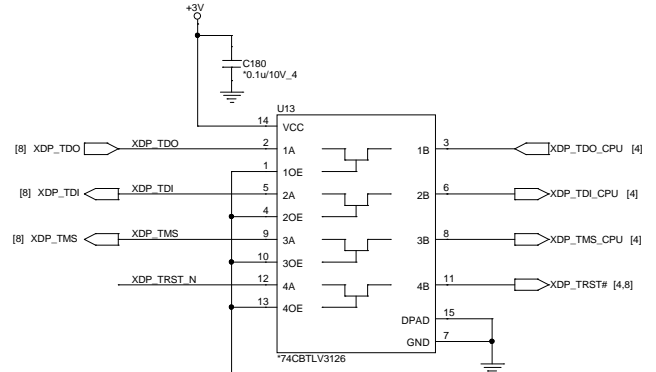 +3V
C180
*0.1u/10V_4
U13
14 VCC
[8] XDP_TDO XDP_TDO 2 1A 1B 3 XDP_TDO_CPU [4]
1 1OE
[8] XDP_TDI XDP_TDI 5 2A 2B 6 XDP_TDI_CPU [4]
4 2OE
[8] XDP_TMS XDP_TMS 9 3A 3B 8 XDP_TMS_CPU [4]
10 3OE
XDP_TRST_N 12 4A 4B 11 XDP_TRST# [4,8]
13 4OE
DPAD 15
GND 7
*74CBTLV3126